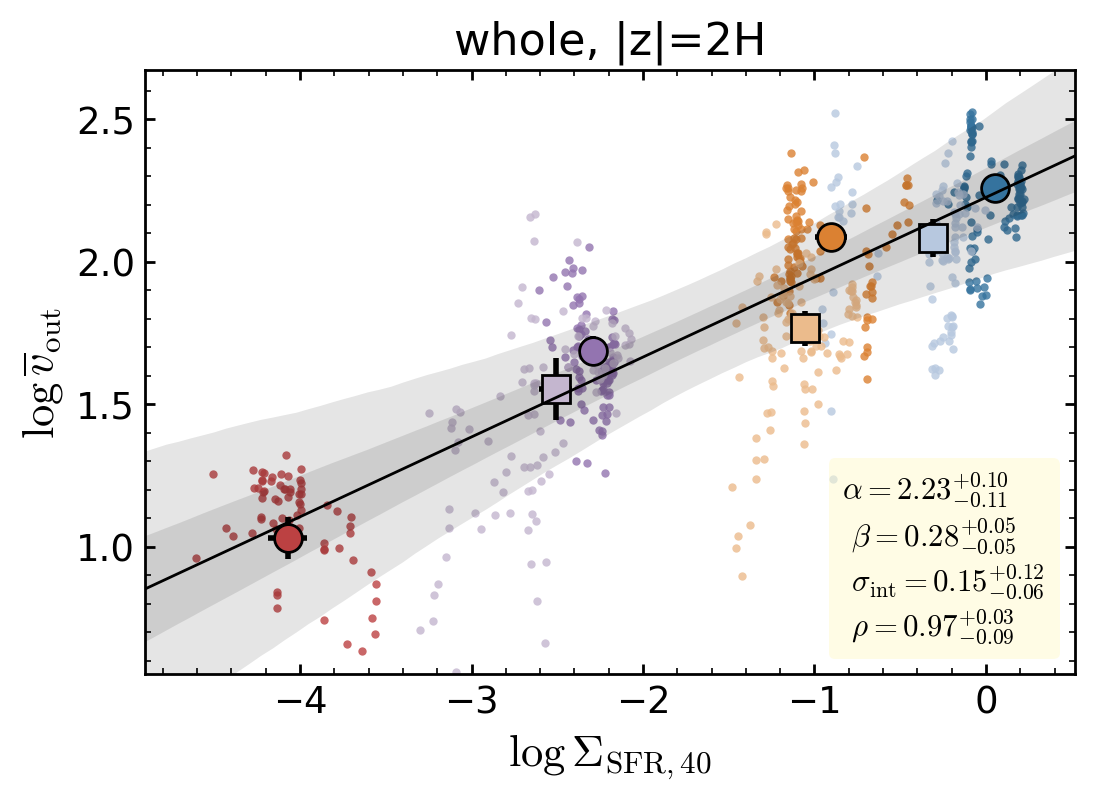 whole, |z|=2H
2.5
2.0
1.5
1.0
log v̅_out
−4
−3
−2
−1
0
log Σ_SFR, 40
α = 2.23^{+0.10}_{−0.11}
β = 0.28^{+0.05}_{−0.05}
σ_int = 0.15^{+0.12}_{−0.06}
ρ = 0.97^{+0.03}_{−0.09}